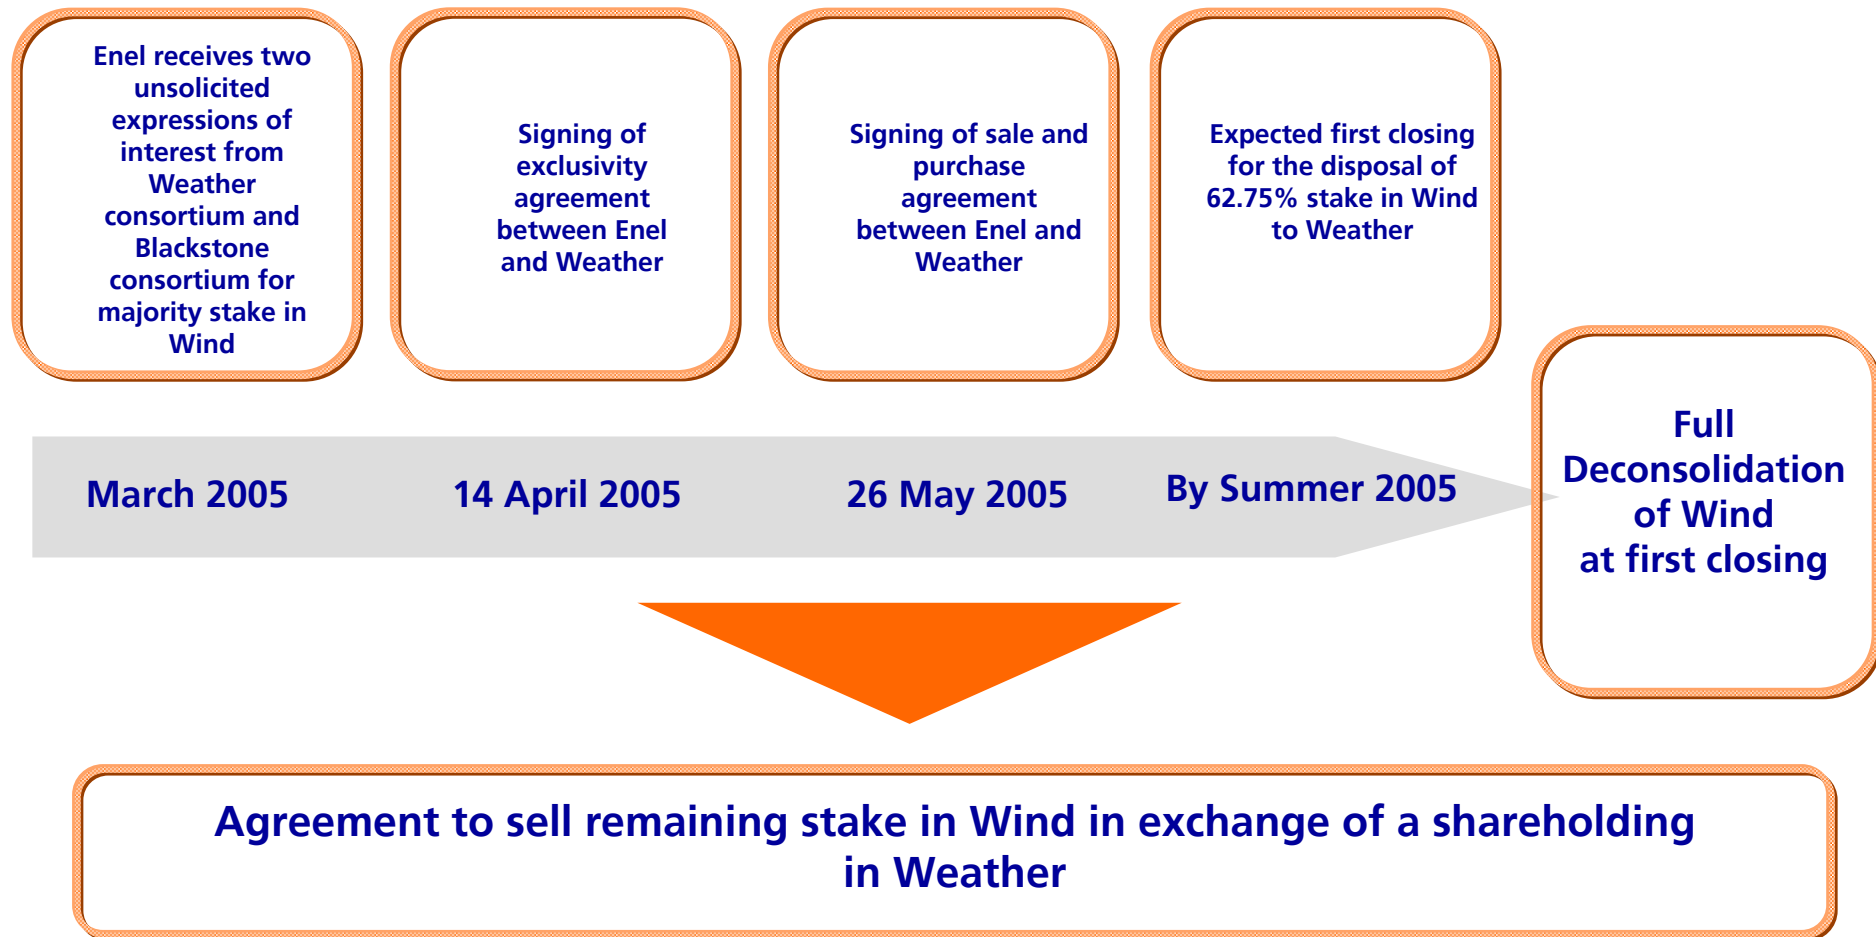 Enel receives two
unsolicited
expressions of
interest from
Weather
consortium and
Blackstone
consortium for
majority stake in
Wind
Signing of
exclusivity
agreement
between Enel
and Weather
Signing of sale and
purchase
agreement
between Enel and
Weather
Expected first closing
for the disposal of
62.75% stake in Wind
to Weather
March 2005
14 April 2005
26 May 2005
By Summer 2005
Full
Deconsolidation
of Wind
at first closing
Agreement to sell remaining stake in Wind in exchange of a shareholding
in Weather